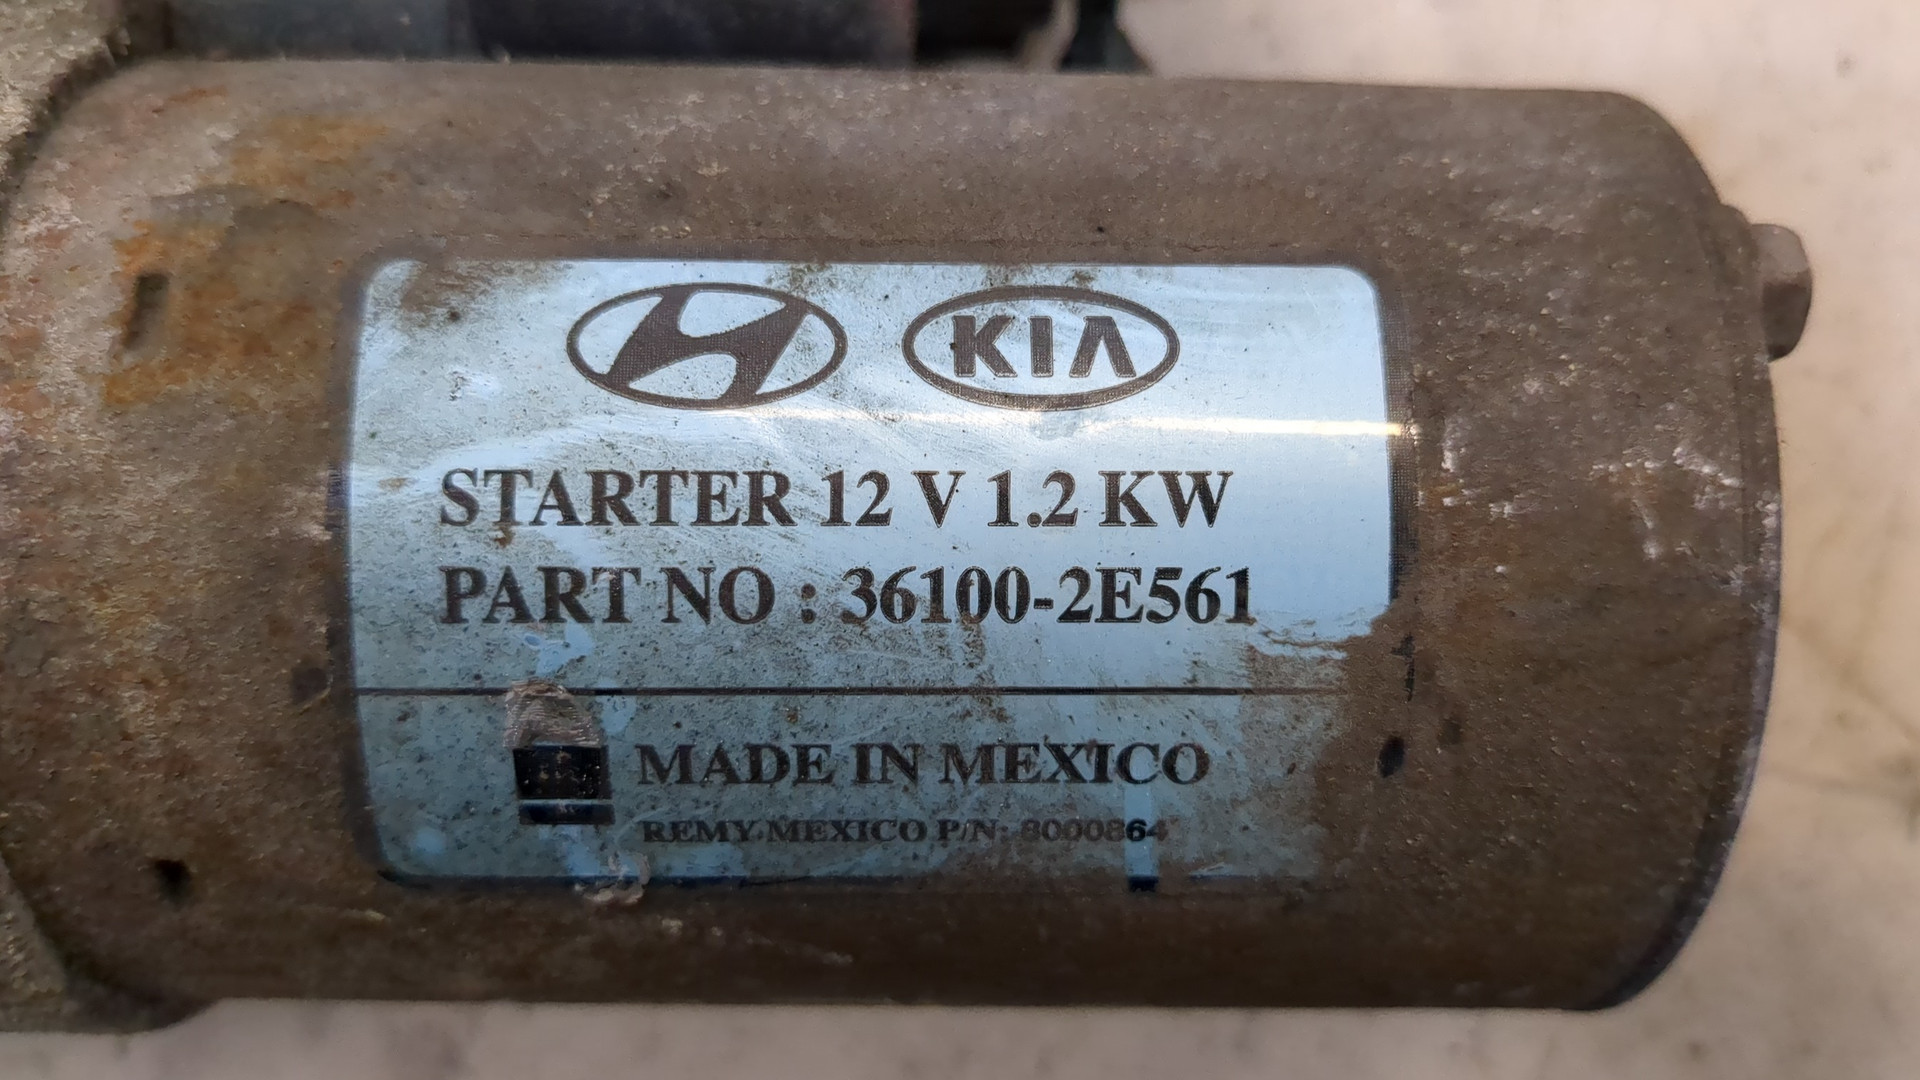 KIA
STARTER 12 V 1.2 KW
PART NO : 36100-2E561
MADE IN MEXICO
REMY MEXICO P/N: 8000864